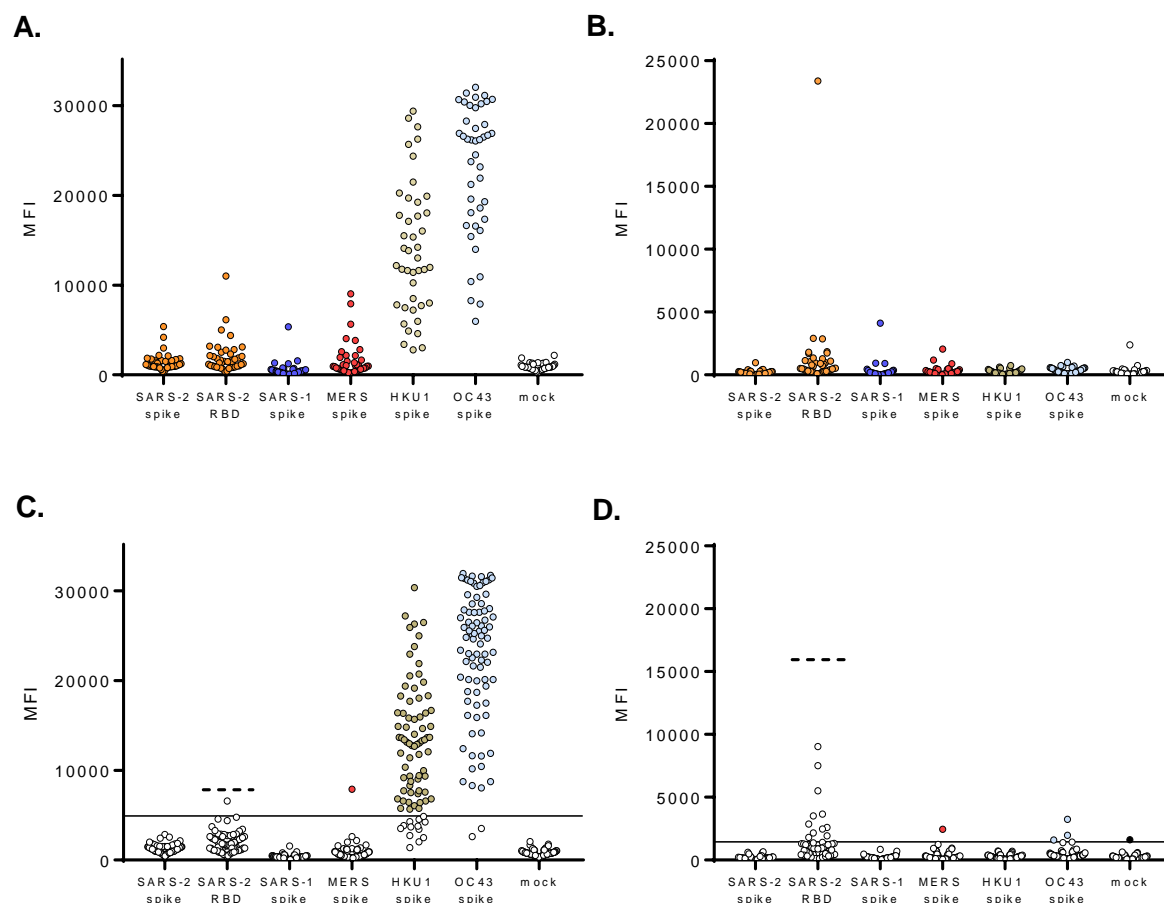 A.
B.
MFI
30000
20000
10000
0
SARS-2 spike
SARS-2 RBD
SARS-1 spike
MERS spike
HKU1 spike
OC43 spike
mock
MFI
25000
20000
15000
10000
5000
0
SARS-2 spike
SARS-2 RBD
SARS-1 spike
MERS spike
HKU1 spike
OC43 spike
mock
C.
D.
MFI
30000
20000
10000
0
SARS-2 spike
SARS-2 RBD
SARS-1 spike
MERS spike
HKU1 spike
OC43 spike
mock
MFI
25000
20000
15000
10000
5000
0
SARS-2 spike
SARS-2 RBD
SARS-1 spike
MERS spike
HKU1 spike
OC43 spike
mock